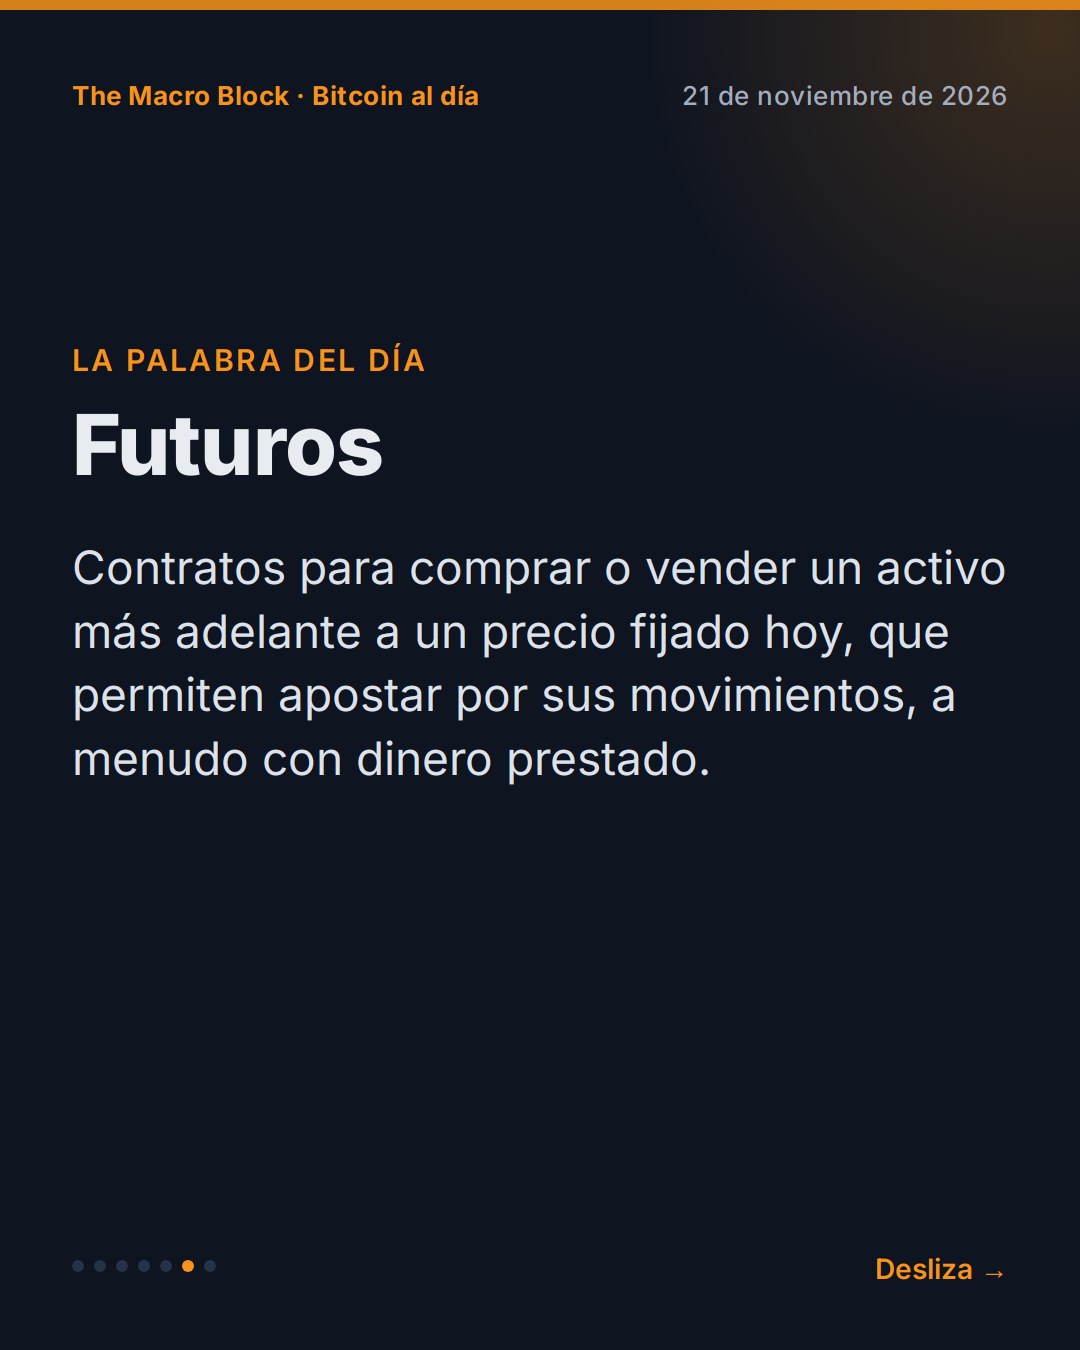 The Macro Block · Bitcoin al día
21 de noviembre de 2026
LA PALABRA DEL DÍA
Futuros
Contratos para comprar o vender un activo
más adelante a un precio fijado hoy, que
permiten apostar por sus movimientos, a
menudo con dinero prestado.
Desliza →